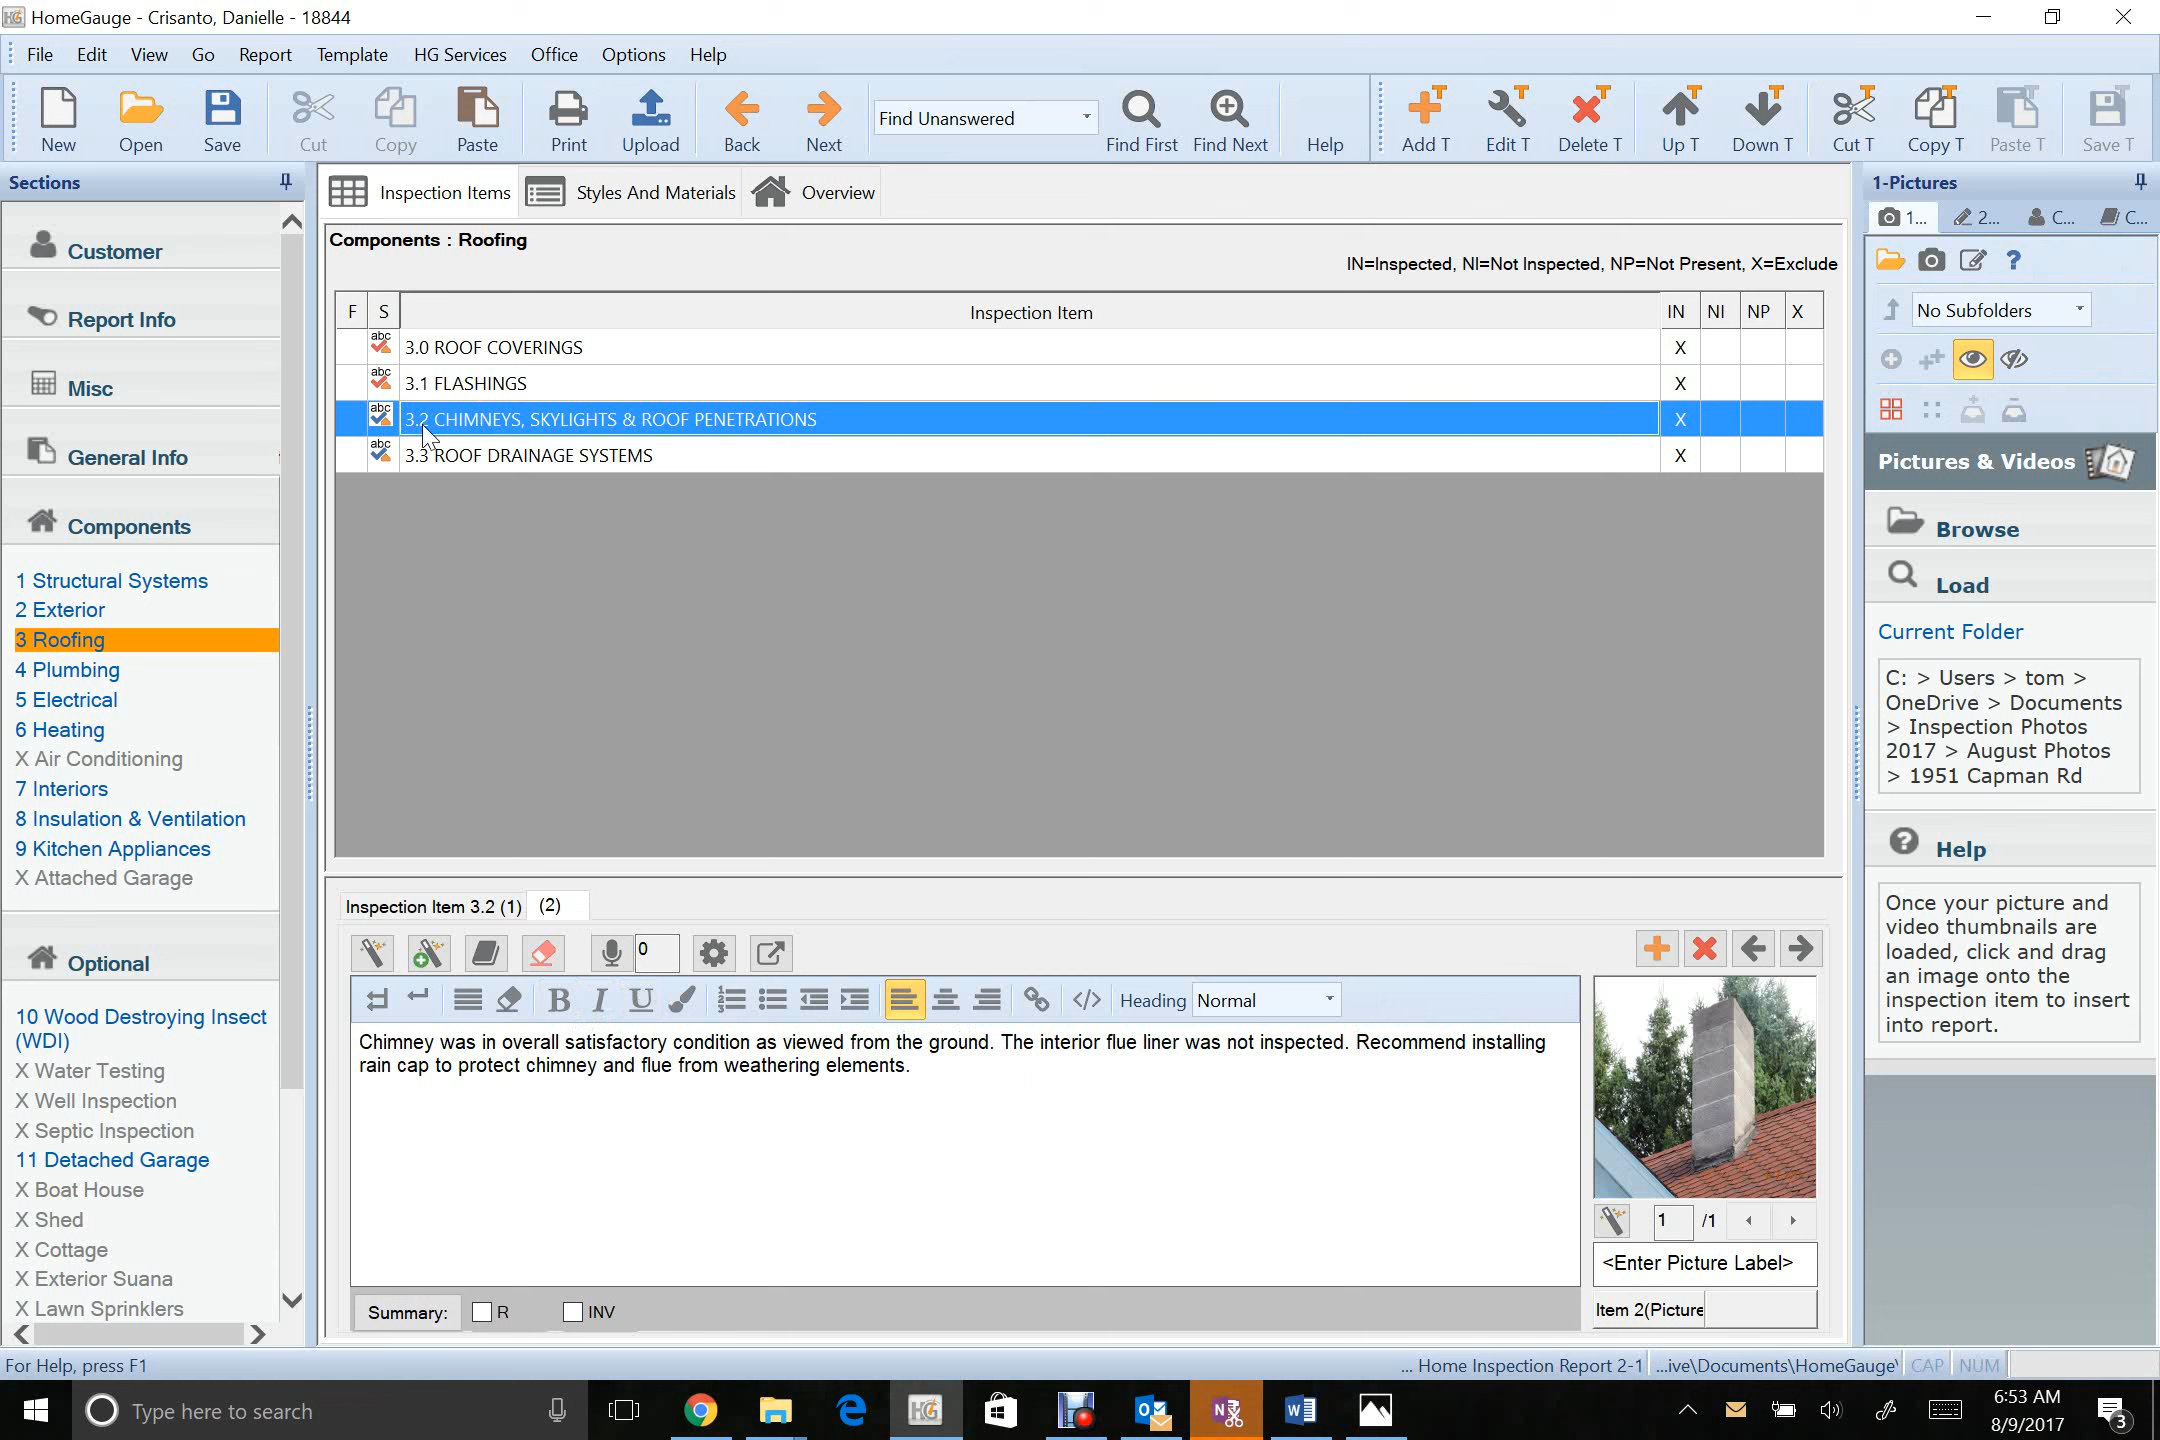 HomeGauge - Crisanto, Danielle - 18844
File Edit View Go Report Template HG Services Office Options Help
New Open Save Cut Copy Paste Print Upload Back Next Find Unanswered Find First Find Next Help Add T Edit T Delete T Up T Down T Cut T Copy T Paste T Save T
Sections
Customer
Report Info
Misc
General Info
Components
1 Structural Systems
2 Exterior
3 Roofing
4 Plumbing
5 Electrical
6 Heating
X Air Conditioning
7 Interiors
8 Insulation & Ventilation
9 Kitchen Appliances
X Attached Garage
Optional
10 Wood Destroying Insect
(WDI)
X Water Testing
X Well Inspection
X Septic Inspection
11 Detached Garage
X Boat House
X Shed
X Cottage
X Exterior Suana
X Lawn Sprinklers
Inspection Items Styles And Materials Overview
Components : Roofing
IN=Inspected, NI=Not Inspected, NP=Not Present, X=Exclude
F S Inspection Item IN NI NP X
abc 3.0 ROOF COVERINGS X
abc 3.1 FLASHINGS X
abc 3.2 CHIMNEYS, SKYLIGHTS & ROOF PENETRATIONS X
abc 3.3 ROOF DRAINAGE SYSTEMS X
Inspection Item 3.2 (1) (2)
0
B I U Heading Normal
Chimney was in overall satisfactory condition as viewed from the ground. The interior flue liner was not inspected. Recommend installing
rain cap to protect chimney and flue from weathering elements.
1 /1
<Enter Picture Label>
Item 2(Picture
Summary: R INV
1-Pictures
1... 2... C... C...
No Subfolders
Pictures & Videos
Browse
Load
Current Folder
C: > Users > tom >
OneDrive > Documents
> Inspection Photos
2017 > August Photos
> 1951 Capman Rd
Help
Once your picture and
video thumbnails are
loaded, click and drag
an image onto the
inspection item to insert
into report.
For Help, press F1
... Home Inspection Report 2-1 ...ive\Documents\HomeGauge\ CAP NUM
Type here to search
6:53 AM
8/9/2017
3